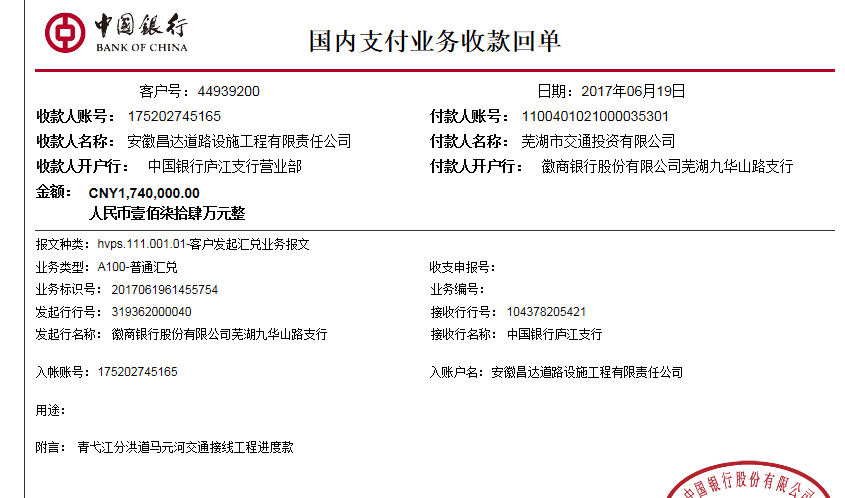 中国银行
BANK OF CHINA
国内支付业务收款回单
客户号：44939200 日期：2017年06月19日
收款人账号：175202745165 付款人账号：1100401021000035301
收款人名称：安徽昌达道路设施工程有限责任公司 付款人名称：芜湖市交通投资有限公司
收款人开户行：中国银行庐江支行营业部 付款人开户行：徽商银行股份有限公司芜湖九华山路支行
金额：CNY1,740,000.00
人民币壹佰柒拾肆万元整
报文种类：hvps.111.001.01-客户发起汇兑业务报文
业务类型：A100-普通汇兑 收支申报号：
业务标识号：2017061961455754 业务编号：
发起行行号：319362000040 接收行行号：104378205421
发起行名称：徽商银行股份有限公司芜湖九华山路支行 接收行名称：中国银行庐江支行
入帐账号：175202745165 入账户名：安徽昌达道路设施工程有限责任公司
用途：
附言：青弋江分洪道马元河交通接线工程进度款
中国银行股份有限公司